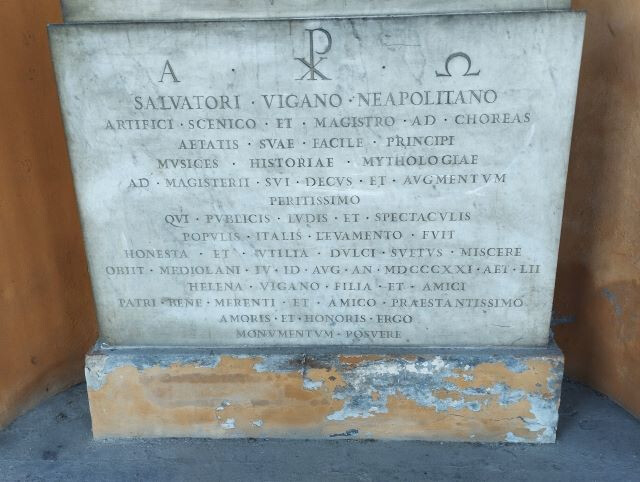 Α · ☧ · Ω
SALVATORI · VIGANO · NEAPOLITANO
ARTIFICI · SCENICO · ET · MAGISTRO · AD · CHOREAS
AETATIS · SVAE · FACILE · PRINCIPI
MVSICES · HISTORIAE · MYTHOLOGIAE
AD · MAGISTERII · SVI · DECVS · ET · AVGMENTVM
PERITISSIMO
QVI · PVBLICIS · LVDIS · ET · SPECTACVLIS
POPVLIS · ITALIS · LEVAMENTO · FVIT
HONESTA · ET · VTILIA · DVLCI · SVETVS · MISCERE
OBIIT · MEDIOLANI · IV · ID · AVG · AN · MDCCCXXI · AET · LII
HELENA · VIGANO · FILIA · ET · AMICI
PATRI · BENE · MERENTI · ET · AMICO · PRAESTANTISSIMO
AMORIS · ET · HONORIS · ERGO
MONVMENTVM · POSVERE